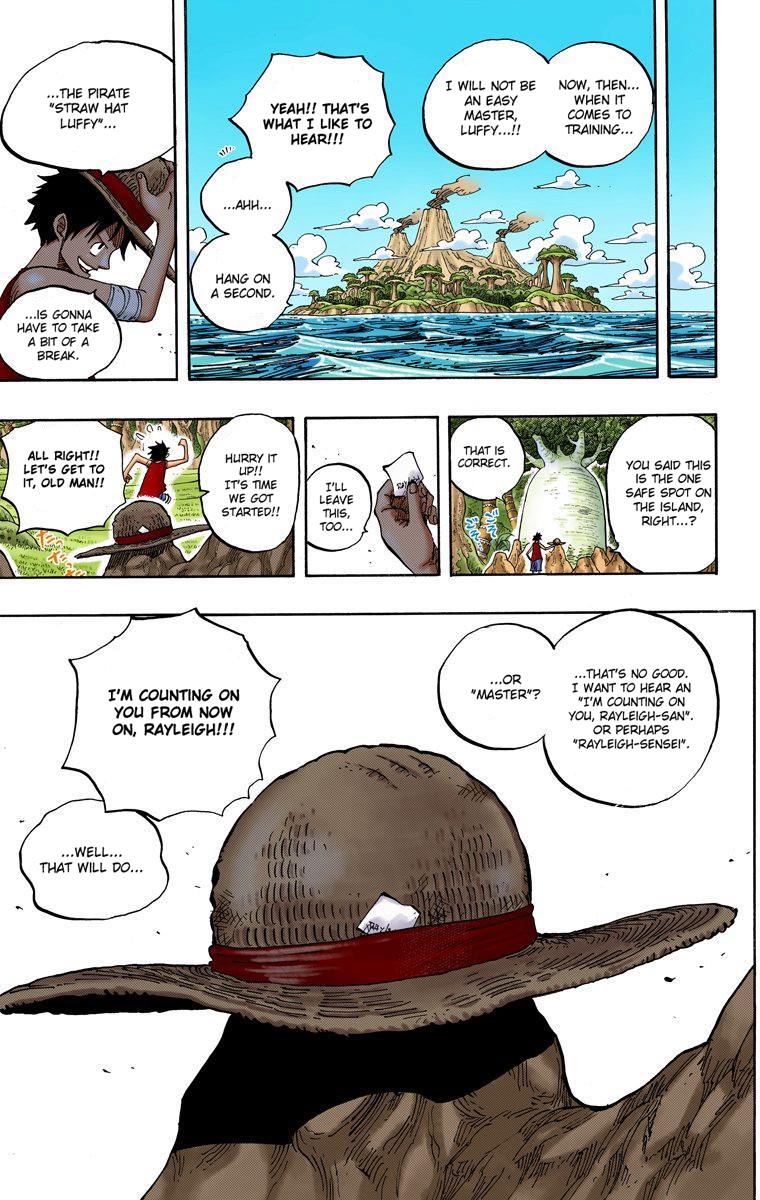 NOW, THEN...
WHEN IT
COMES TO
TRAINING...
I WILL NOT BE
AN EASY
MASTER,
LUFFY...!!
YEAH!! THAT'S
WHAT I LIKE TO
HEAR!!!
...AHH...
HANG ON
A SECOND.
...THE PIRATE
"STRAW HAT
LUFFY"...
...IS GONNA
HAVE TO TAKE
A BIT OF A
BREAK.
YOU SAID THIS
IS THE ONE
SAFE SPOT ON
THE ISLAND,
RIGHT...?
THAT IS
CORRECT.
I'LL
LEAVE
THIS,
TOO...
HURRY IT
UP!!
IT'S TIME
WE GOT
STARTED!!
ALL RIGHT!!
LET'S GET TO
IT, OLD MAN!!
...THAT'S NO GOOD.
I WANT TO HEAR AN
"I'M COUNTING ON
YOU, RAYLEIGH-SAN".
OR PERHAPS
"RAYLEIGH-SENSEI".
...OR
"MASTER"?
I'M COUNTING ON
YOU FROM NOW
ON, RAYLEIGH!!!
...WELL...
THAT WILL DO...